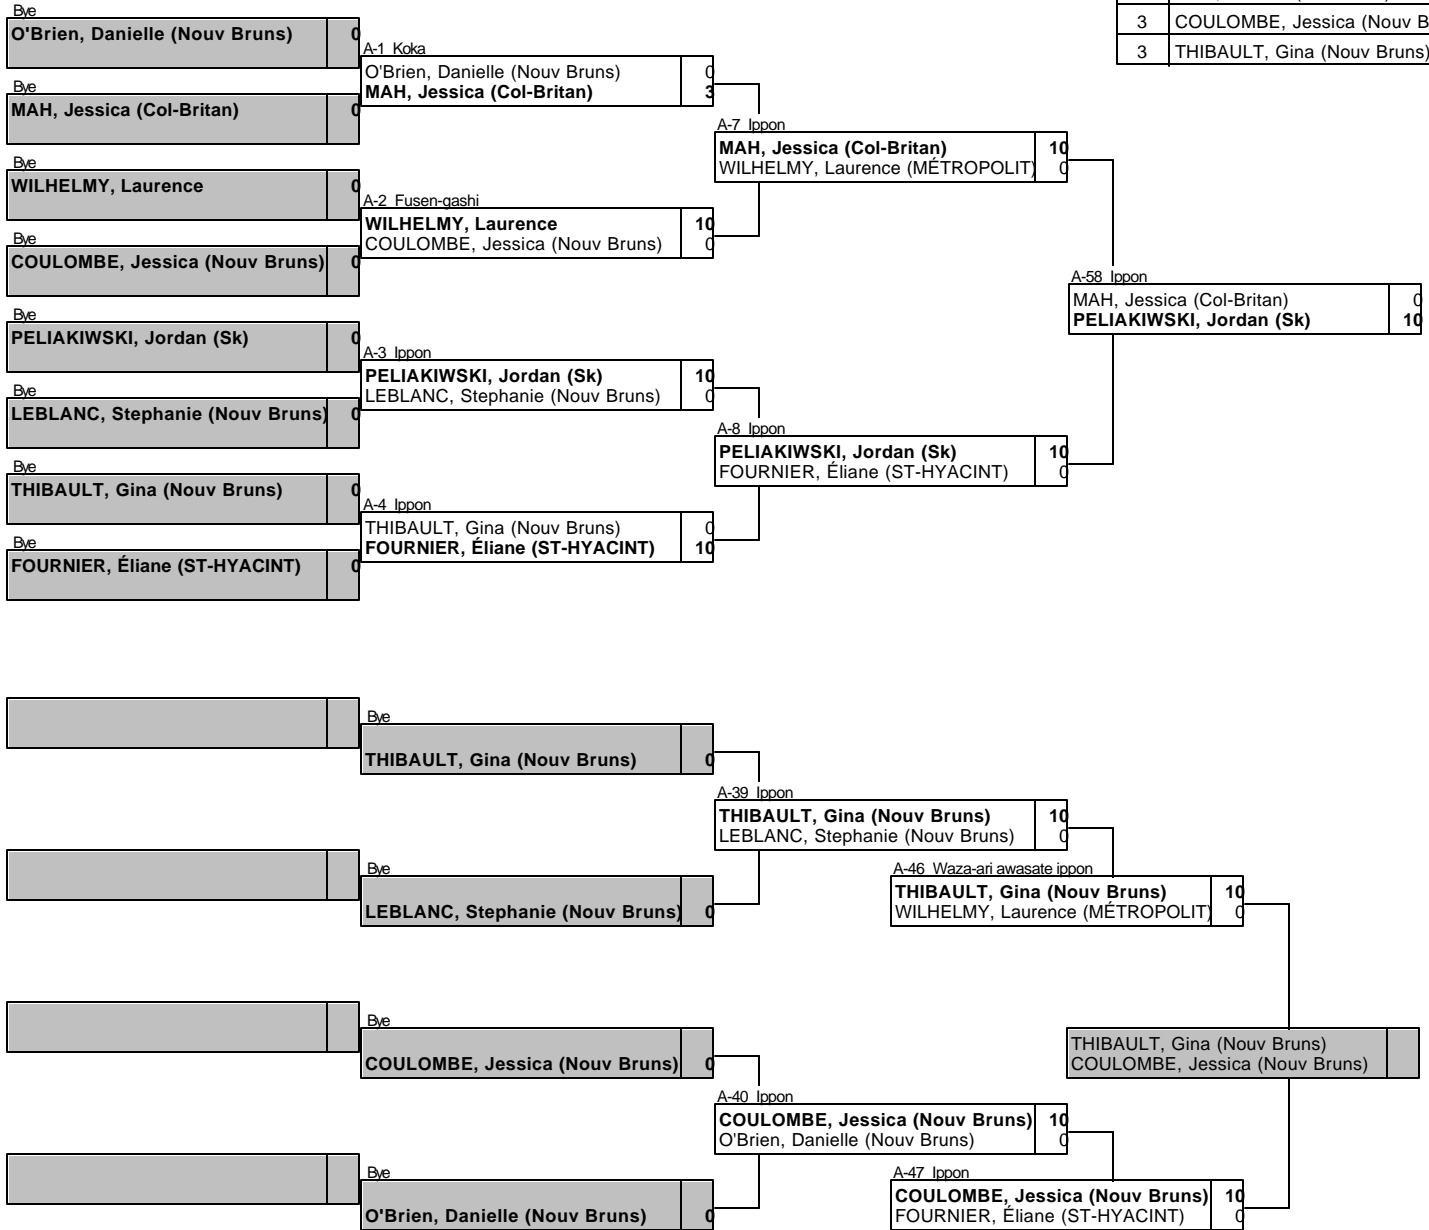 3 COULOMBE, Jessica (Nouv B
3 THIBAULT, Gina (Nouv Bruns)
Bye
O'Brien, Danielle (Nouv Bruns) 0
Bye
MAH, Jessica (Col-Britan) 0
Bye
WILHELMY, Laurence 0
Bye
COULOMBE, Jessica (Nouv Bruns) 0
Bye
PELIAKIWSKI, Jordan (Sk) 0
Bye
LEBLANC, Stephanie (Nouv Bruns) 0
Bye
THIBAULT, Gina (Nouv Bruns) 0
Bye
FOURNIER, Éliane (ST-HYACINT) 0
A-1 Koka
O'Brien, Danielle (Nouv Bruns) 0
MAH, Jessica (Col-Britan) 3
A-2 Fusen-gashi
WILHELMY, Laurence 10
COULOMBE, Jessica (Nouv Bruns) 0
A-3 Ippon
PELIAKIWSKI, Jordan (Sk) 10
LEBLANC, Stephanie (Nouv Bruns) 0
A-4 Ippon
THIBAULT, Gina (Nouv Bruns) 0
FOURNIER, Éliane (ST-HYACINT) 10
A-7 Ippon
MAH, Jessica (Col-Britan) 10
WILHELMY, Laurence (MÉTROPOLIT) 0
A-8 Ippon
PELIAKIWSKI, Jordan (Sk) 10
FOURNIER, Éliane (ST-HYACINT) 0
A-58 Ippon
MAH, Jessica (Col-Britan) 0
PELIAKIWSKI, Jordan (Sk) 10
Bye
THIBAULT, Gina (Nouv Bruns) 0
Bye
LEBLANC, Stephanie (Nouv Bruns) 0
Bye
COULOMBE, Jessica (Nouv Bruns) 0
Bye
O'Brien, Danielle (Nouv Bruns) 0
A-39 Ippon
THIBAULT, Gina (Nouv Bruns) 10
LEBLANC, Stephanie (Nouv Bruns) 0
A-40 Ippon
COULOMBE, Jessica (Nouv Bruns) 10
O'Brien, Danielle (Nouv Bruns) 0
A-46 Waza-ari awasate ippon
THIBAULT, Gina (Nouv Bruns) 10
WILHELMY, Laurence (MÉTROPOLIT) 0
A-47 Ippon
COULOMBE, Jessica (Nouv Bruns) 10
FOURNIER, Éliane (ST-HYACINT) 0
THIBAULT, Gina (Nouv Bruns)
COULOMBE, Jessica (Nouv Bruns)